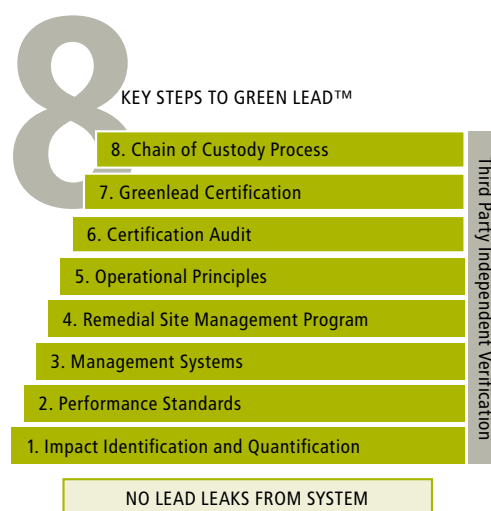 8
KEY STEPS TO GREEN LEAD™
8. Chain of Custody Process
7. Greenlead Certification
6. Certification Audit
5. Operational Principles
4. Remedial Site Management Program
3. Management Systems
2. Performance Standards
1. Impact Identification and Quantification
Third Party Independent Verification
NO LEAD LEAKS FROM SYSTEM